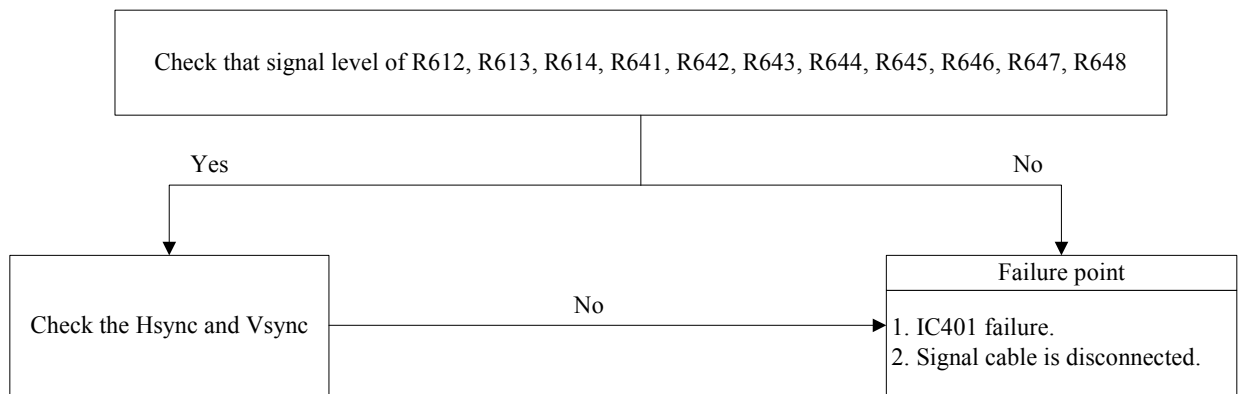 Check that signal level of R612, R613, R614, R641, R642, R643, R644, R645, R646, R647, R648
Yes
No
Failure point
Check the Hsync and Vsync
No
1. IC401 failure.
2. Signal cable is disconnected.